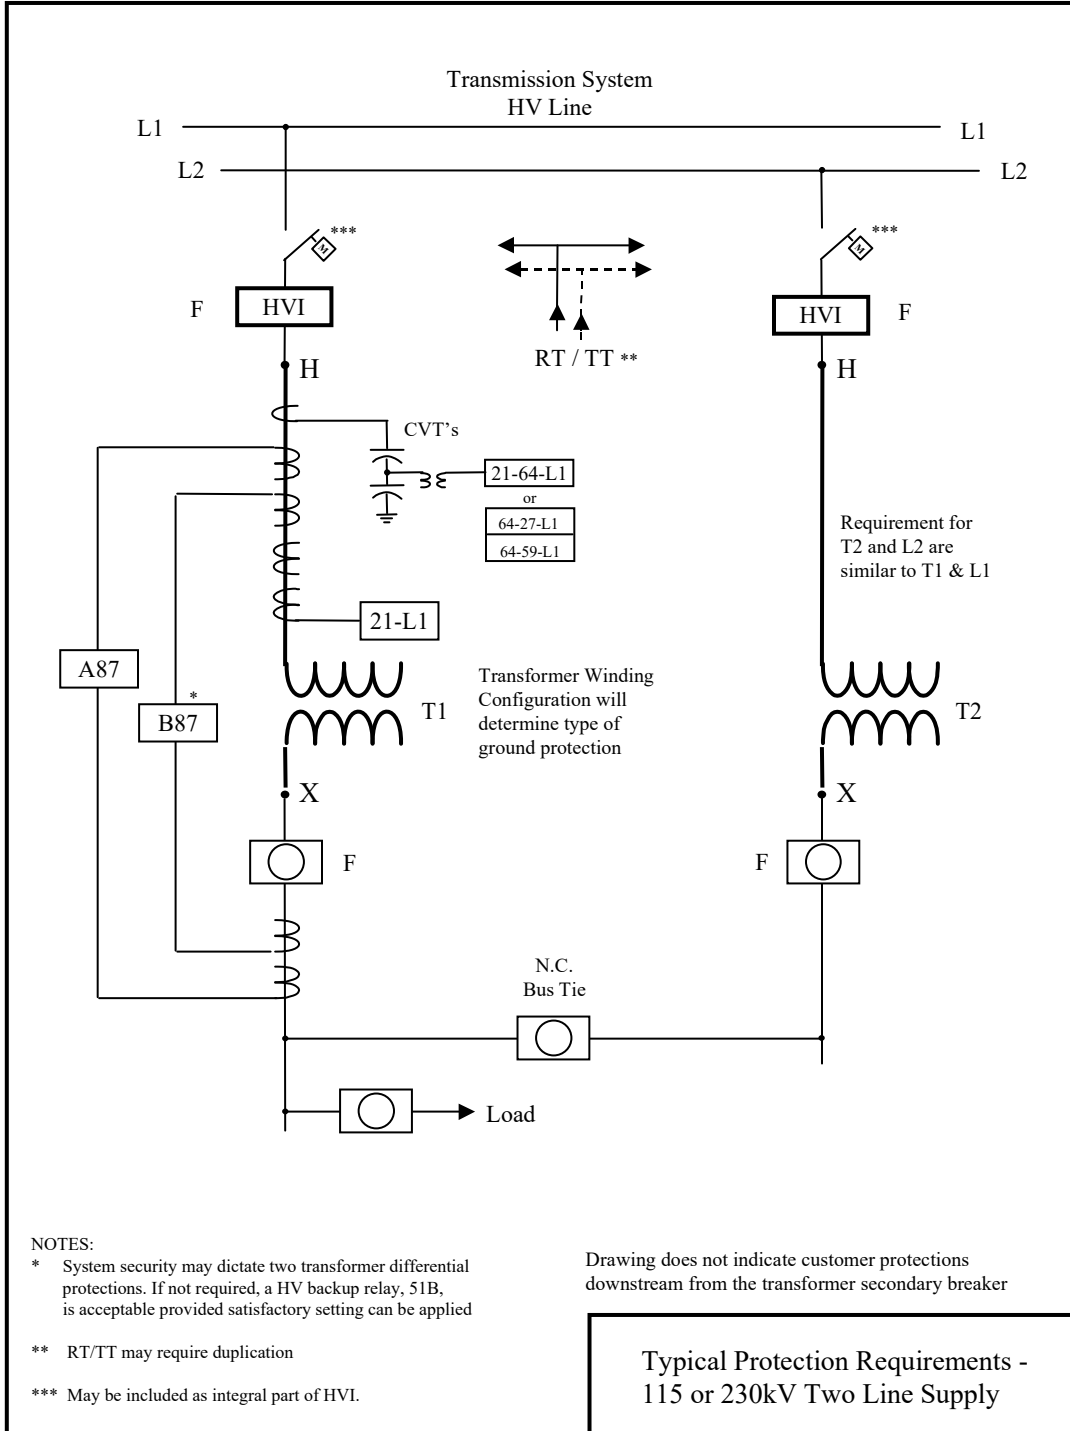 Transmission System
HV Line
L1
L1
L2
L2
***
M
***
M
F
HVI
HVI
F
RT / TT **
H
H
CVT's
21-64-L1
or
64-27-L1
64-59-L1
Requirement for
T2 and L2 are
similar to T1 & L1
21-L1
A87
*
B87
T1
Transformer Winding
Configuration will
determine type of
ground protection
T2
X
X
F
F
N.C.
Bus Tie
Load
NOTES:
* System security may dictate two transformer differential
protections. If not required, a HV backup relay, 51B,
is acceptable provided satisfactory setting can be applied
** RT/TT may require duplication
*** May be included as integral part of HVI.
Drawing does not indicate customer protections
downstream from the transformer secondary breaker
Typical Protection Requirements -
115 or 230kV Two Line Supply